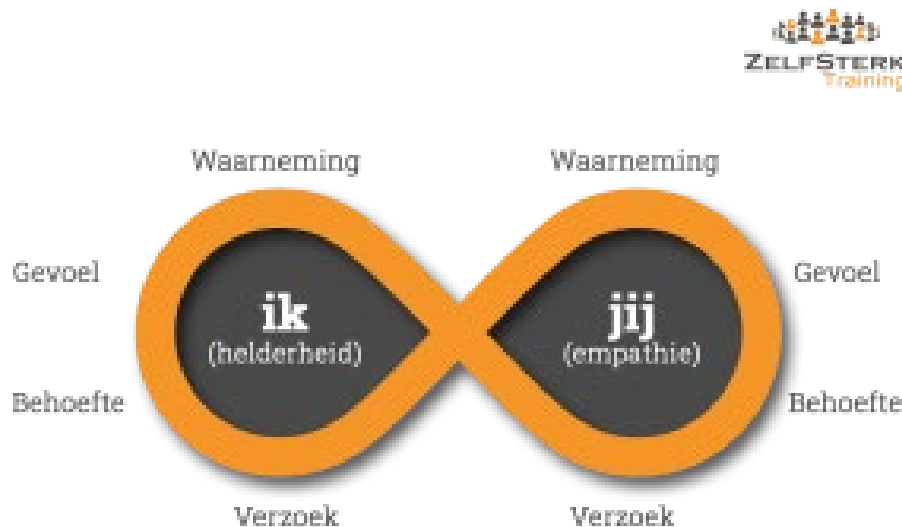 ZELFSTERK
Training
Waarneming
Waarneming
Gevoel
Gevoel
ik
(helderheid)
jij
(empathie)
Behoefte
Behoefte
Verzoek
Verzoek